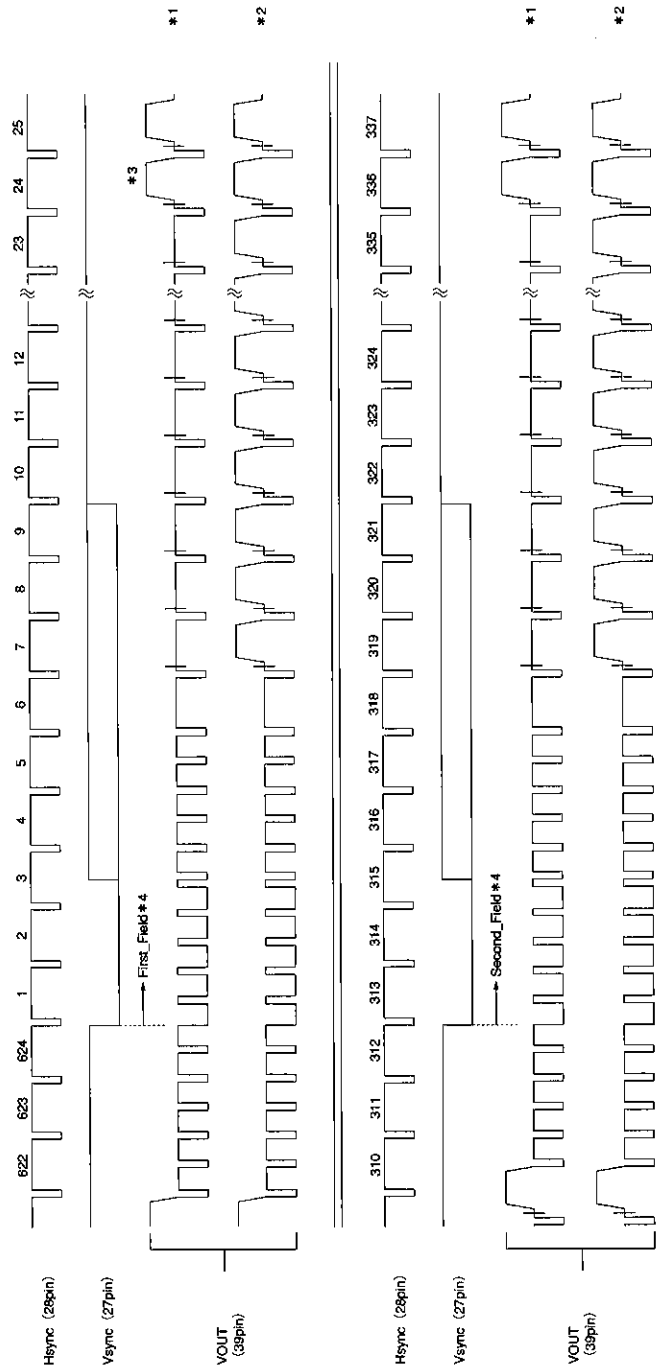 622 623 624 1 2 3 4 5 6 7 8 9 10 11 12 23 24 25
Hsync (28pin)
Vsync (27pin)
First_Field*4
*3
*1
VOUT
(39pin)
*2
310 311 312 313 314 315 316 317 318 319 320 321 322 323 324 335 336 337
Hsync (28pin)
Vsync (27pin)
Second_Field*4
*1
VOUT
(39pin)
*2